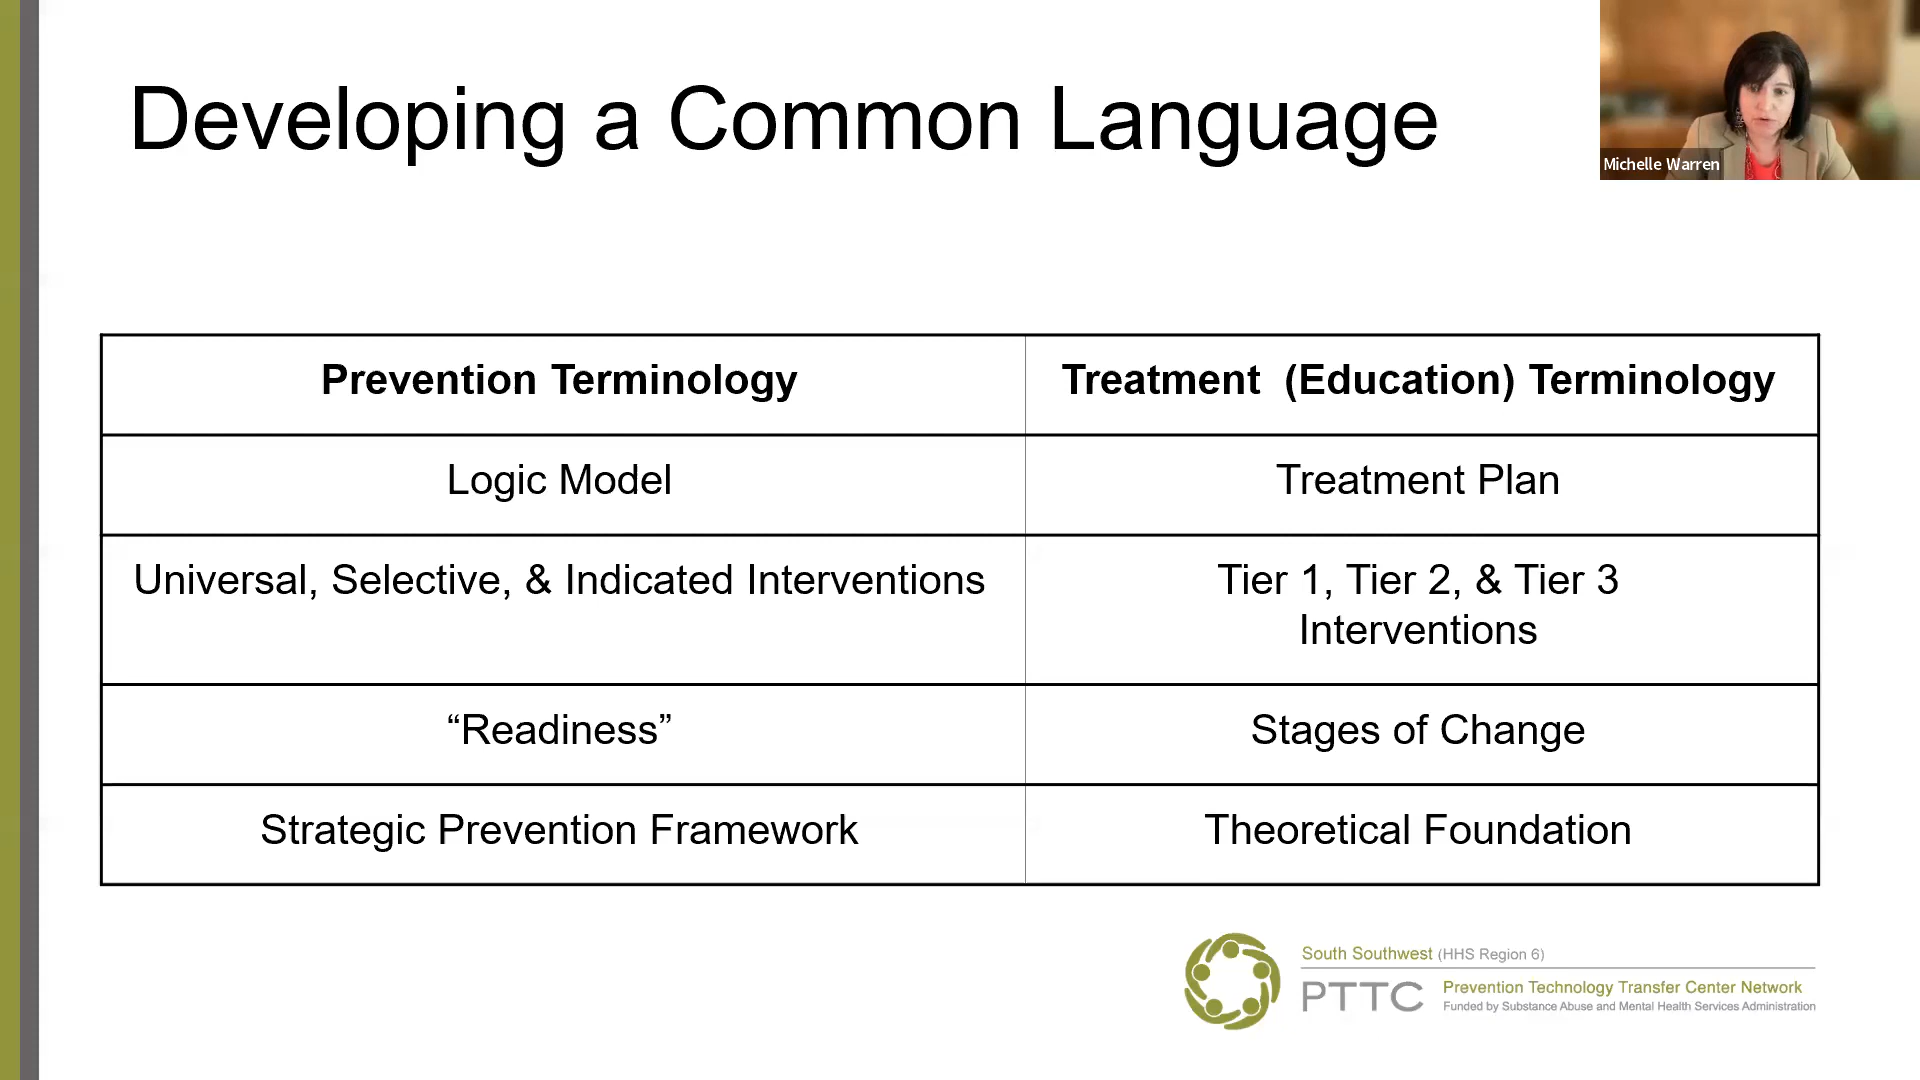 Developing a Common Language
Michelle Warren
Prevention Terminology
Treatment (Education) Terminology
Logic Model
Treatment Plan
Universal, Selective, & Indicated Interventions
Tier 1, Tier 2, & Tier 3
Interventions
“Readiness”
Stages of Change
Strategic Prevention Framework
Theoretical Foundation
South Southwest (HHS Region 6)
PTTC
Prevention Technology Transfer Center Network
Funded by Substance Abuse and Mental Health Services Administration